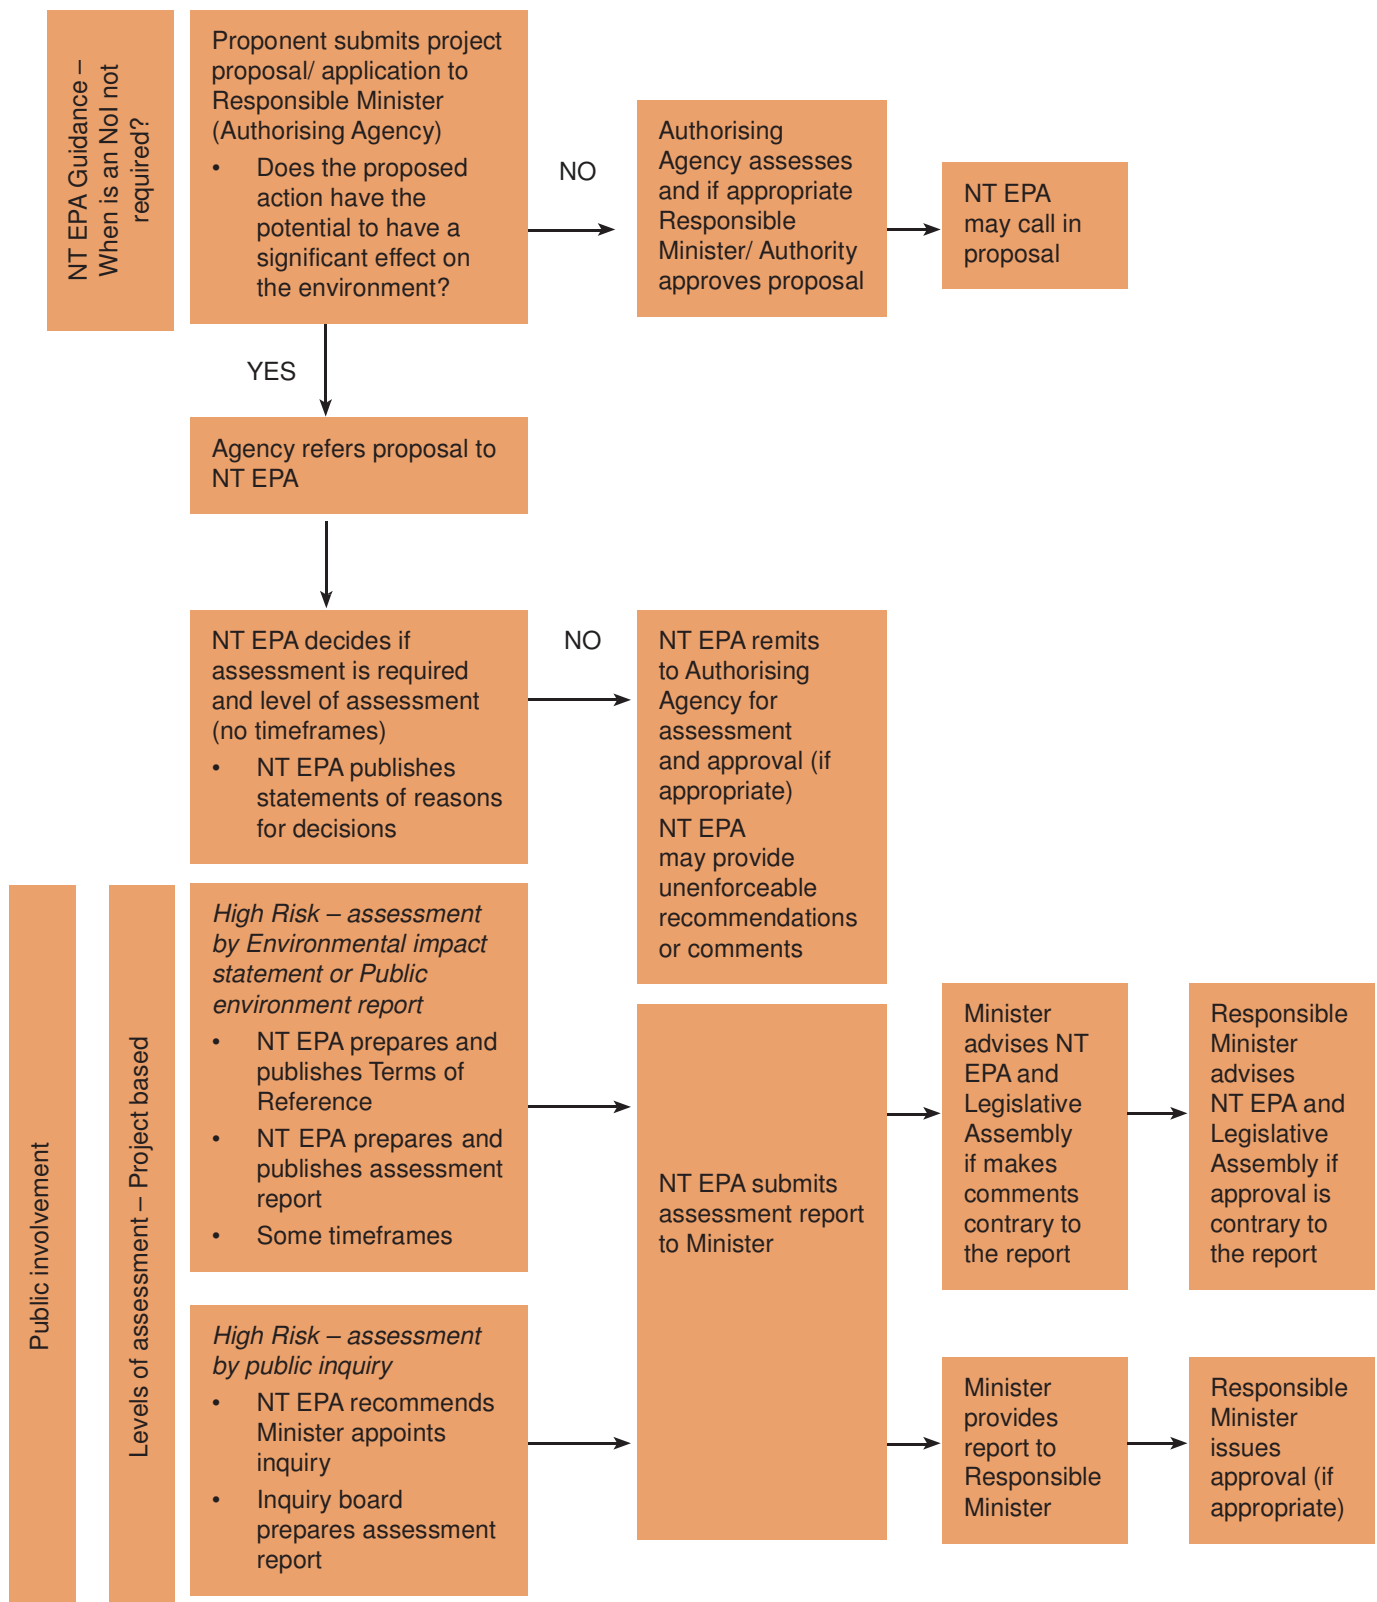 NT EPA Guidance –
When is an NoI not
required?
Proponent submits project
proposal/ application to
Responsible Minister
(Authorising Agency)
• Does the proposed
action have the
potential to have a
significant effect on
the environment?
NO
Authorising
Agency assesses
and if appropriate
Responsible
Minister/ Authority
approves proposal
NT EPA
may call in
proposal
YES
Agency refers proposal to
NT EPA
NT EPA decides if
assessment is required
and level of assessment
(no timeframes)
• NT EPA publishes
statements of reasons
for decisions
NO
NT EPA remits
to Authorising
Agency for
assessment
and approval (if
appropriate)
NT EPA
may provide
unenforceable
recommendations
or comments
Public involvement
Levels of assessment – Project based
High Risk – assessment
by Environmental impact
statement or Public
environment report
• NT EPA prepares and
publishes Terms of
Reference
• NT EPA prepares and
publishes assessment
report
• Some timeframes
High Risk – assessment
by public inquiry
• NT EPA recommends
Minister appoints
inquiry
• Inquiry board
prepares assessment
report
NT EPA submits
assessment report
to Minister
Minister
advises NT
EPA and
Legislative
Assembly
if makes
comments
contrary to
the report
Responsible
Minister
advises
NT EPA and
Legislative
Assembly if
approval is
contrary to
the report
Minister
provides
report to
Responsible
Minister
Responsible
Minister
issues
approval (if
appropriate)